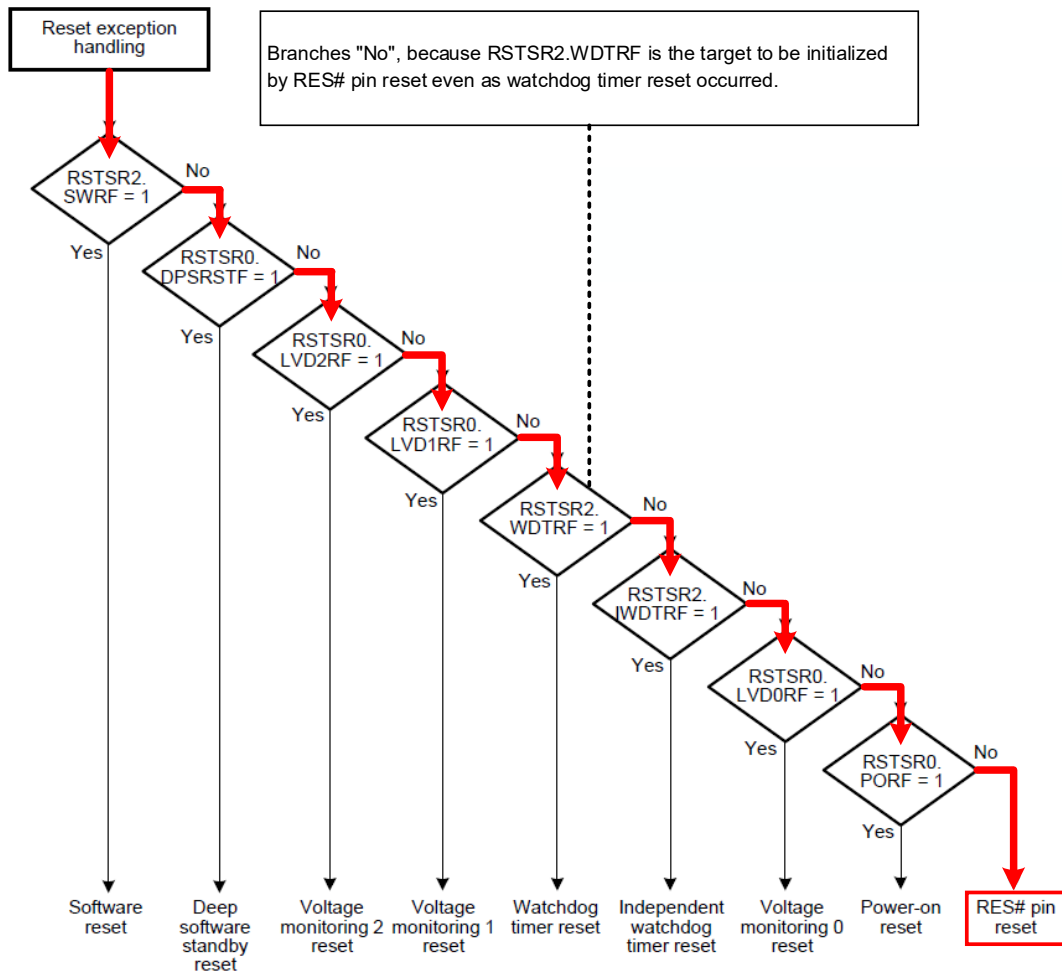 Reset exception
handling
Branches "No", because RSTSR2.WDTRF is the target to be initialized
by RES# pin reset even as watchdog timer reset occurred.
RSTSR2.
SWRF = 1
No
Yes
RSTSR0.
DPSRSTF = 1
No
Yes
RSTSR0.
LVD2RF = 1
No
Yes
RSTSR0.
LVD1RF = 1
No
Yes
RSTSR2.
WDTRF = 1
No
Yes
RSTSR2.
IWDTRF = 1
No
Yes
RSTSR0.
LVD0RF = 1
No
Yes
RSTSR0.
PORF = 1
No
Yes
Software
reset
Deep
software
standby
reset
Voltage
monitoring 2
reset
Voltage
monitoring 1
reset
Watchdog
timer reset
Independent
watchdog
timer reset
Voltage
monitoring 0
reset
Power-on
reset
RES# pin
reset